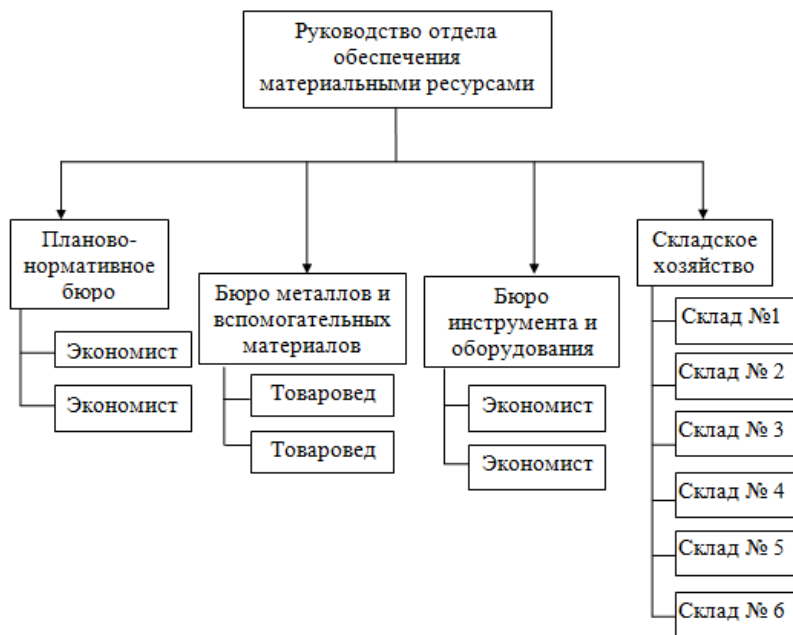 Руководство отдела
обеспечения
материальными ресурсами
Планово-
нормативное
бюро
Экономист
Экономист
Бюро металлов и
вспомогательных
материалов
Товаровед
Товаровед
Бюро
инструмента и
оборудования
Экономист
Экономист
Складское
хозяйство
Склад №1
Склад № 2
Склад № 3
Склад № 4
Склад № 5
Склад № 6